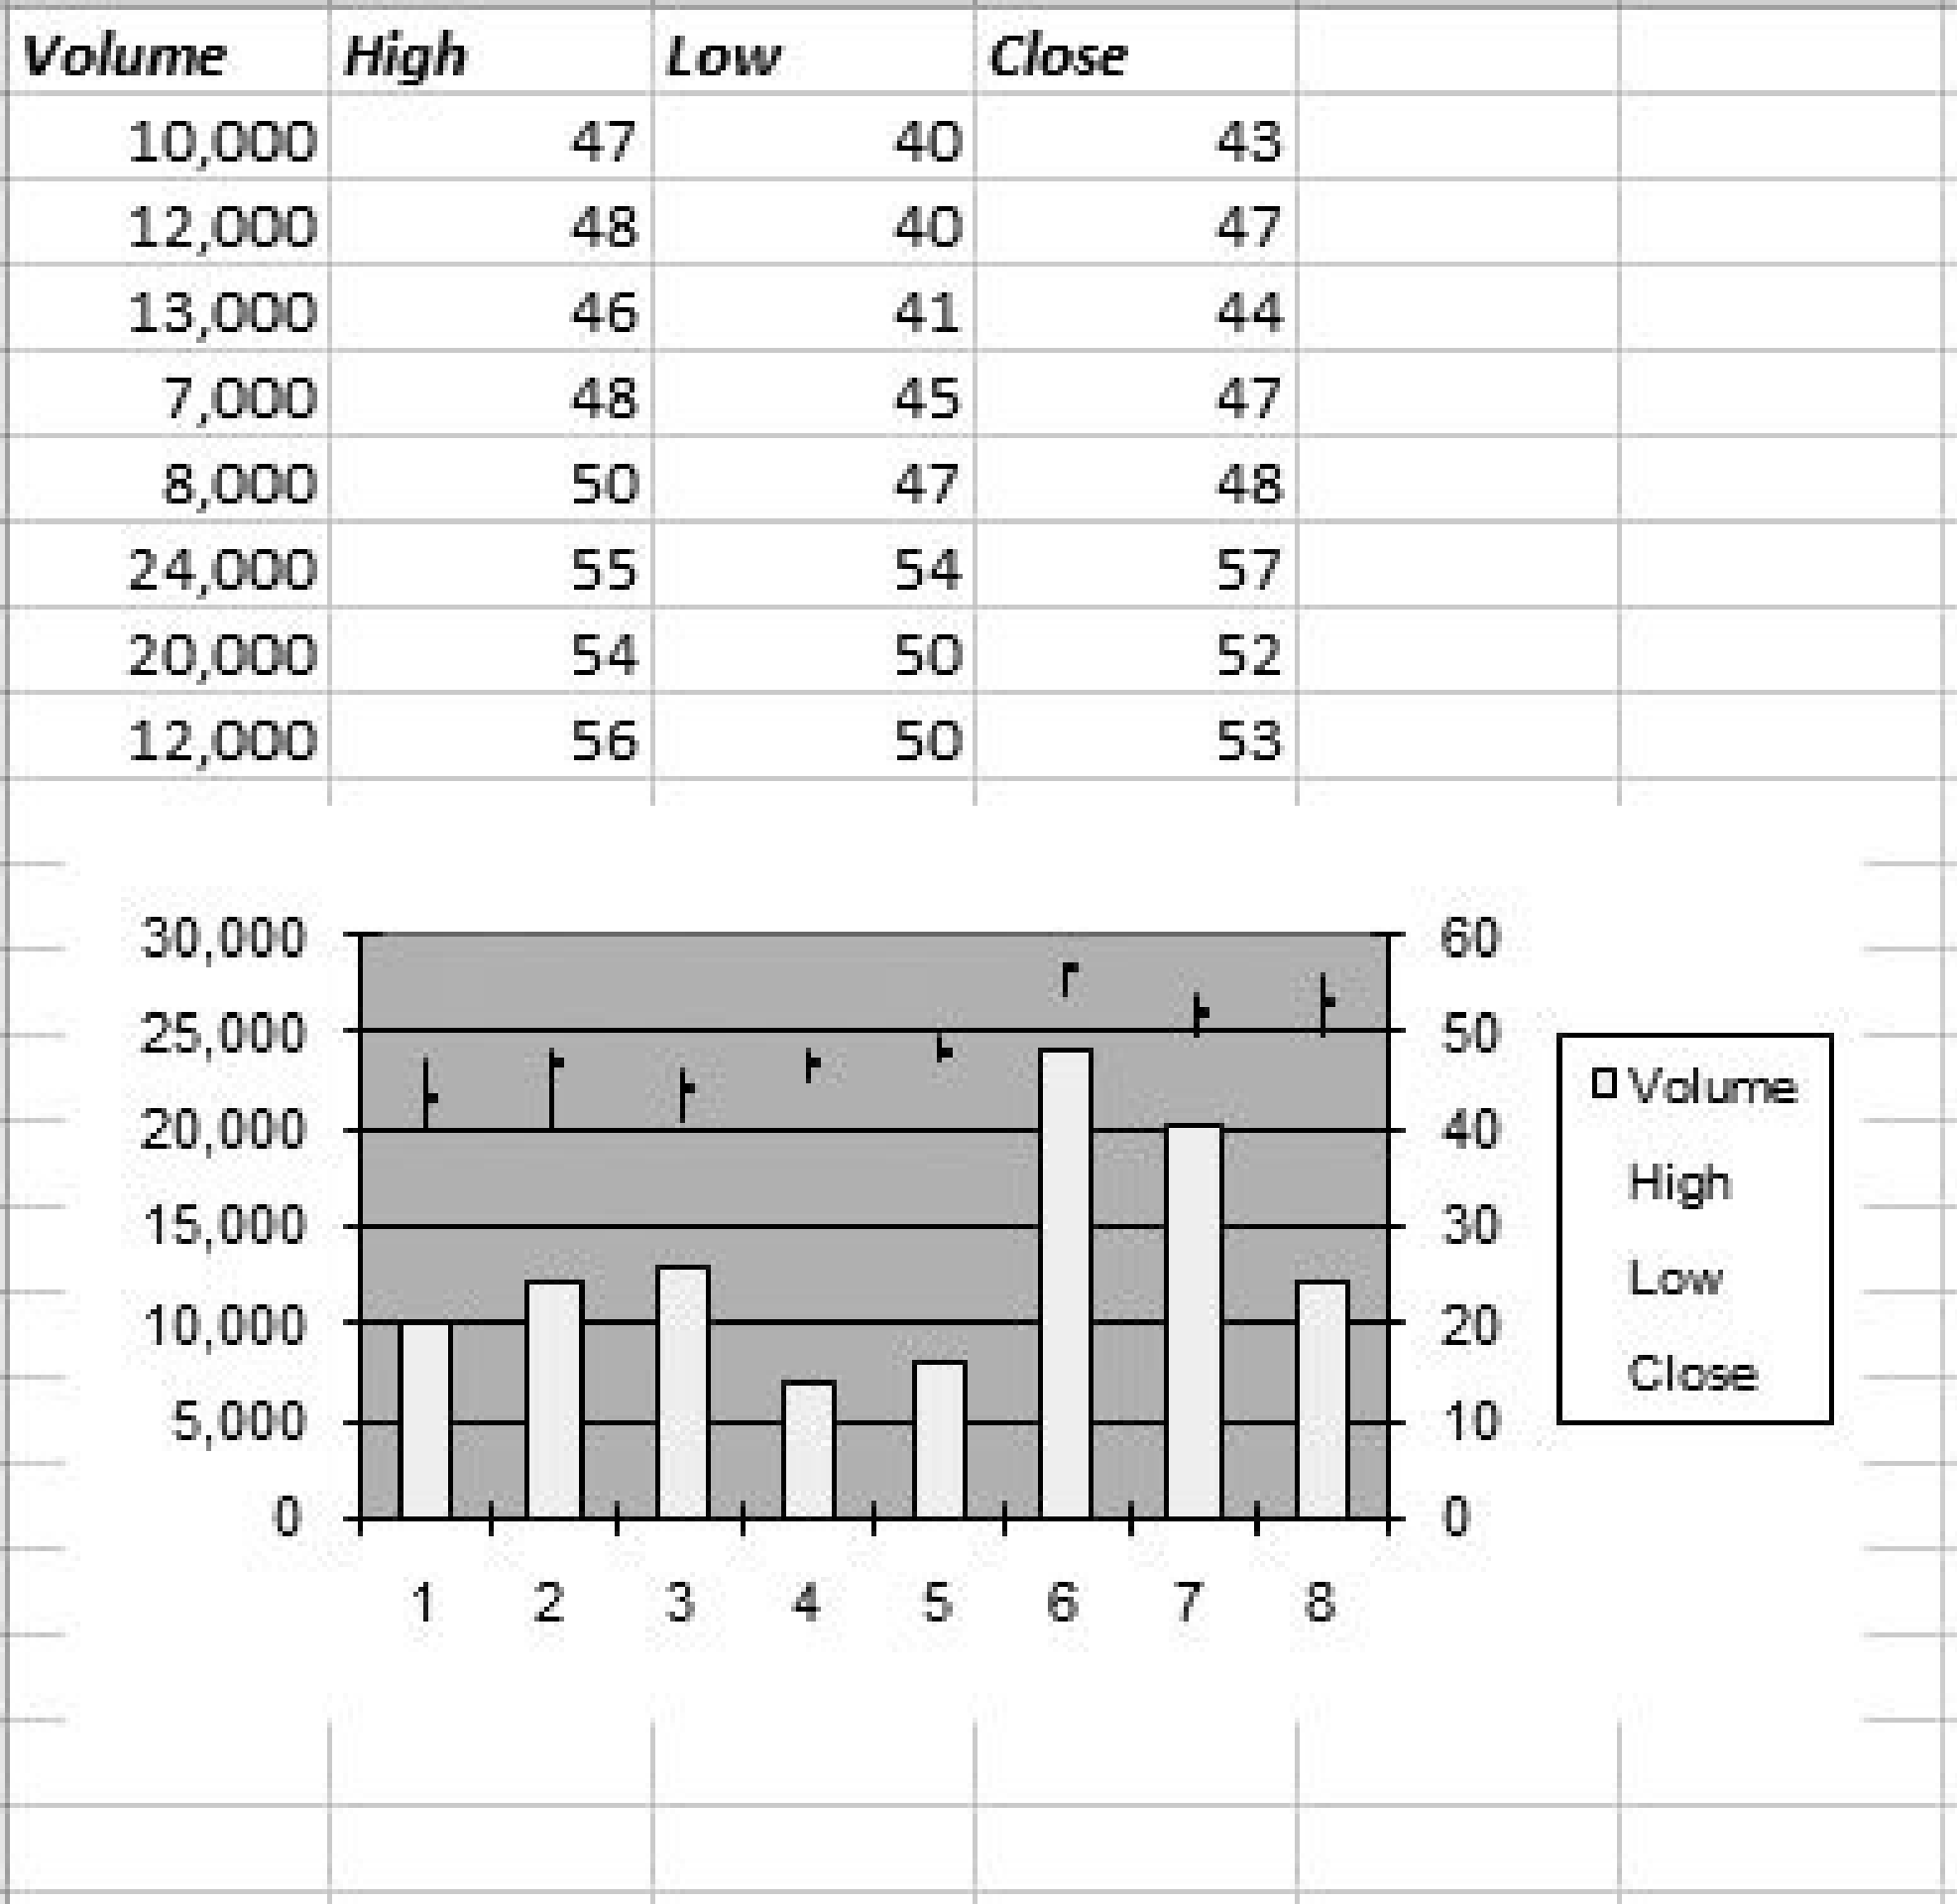 Volume High Low Close
10,000 47 40 43
12,000 48 40 47
13,000 46 41 44
7,000 48 45 47
8,000 50 47 48
24,000 55 54 57
20,000 54 50 52
12,000 56 50 53
30,000 60
25,000 50
20,000 40
15,000 30
10,000 20
5,000 10
0 0
1 2 3 4 5 6 7 8
Volume
High
Low
Close